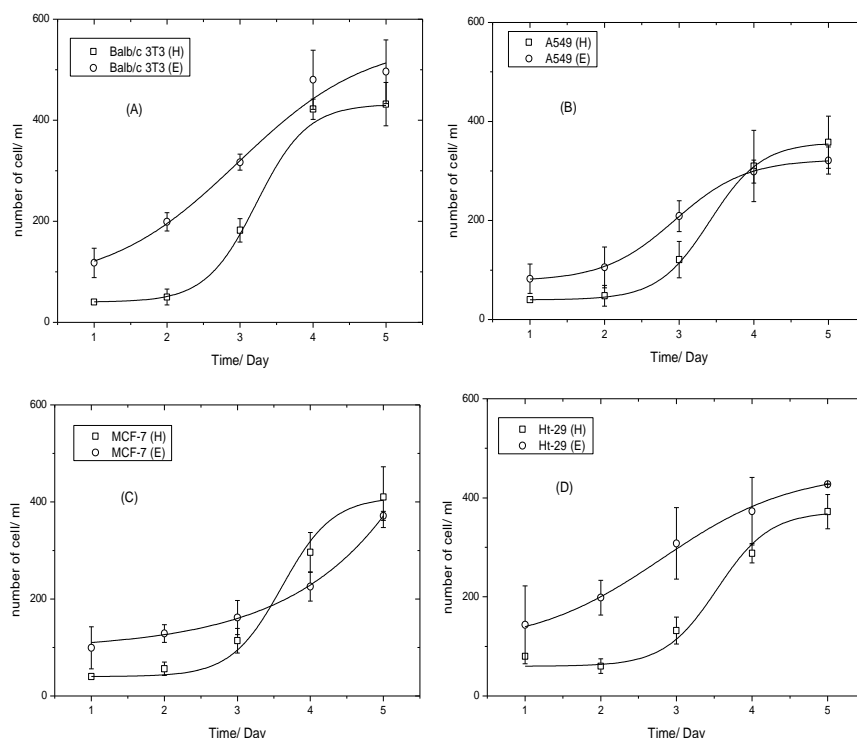 600
Balb/c 3T3 (H)
Balb/c 3T3 (E)
(A)
400
200
0
number of cell/ ml
1 2 3 4 5
Time/ Day
600
A549 (H)
A549 (E)
(B)
400
200
0
number of cell/ ml
1 2 3 4 5
Time/ Day
600
MCF-7 (H)
MCF-7 (E)
(C)
400
200
0
number of cell/ ml
1 2 3 4 5
Time/ Day
600
Ht-29 (H)
Ht-29 (E)
(D)
400
200
0
number of cell/ ml
1 2 3 4 5
Time/ Day